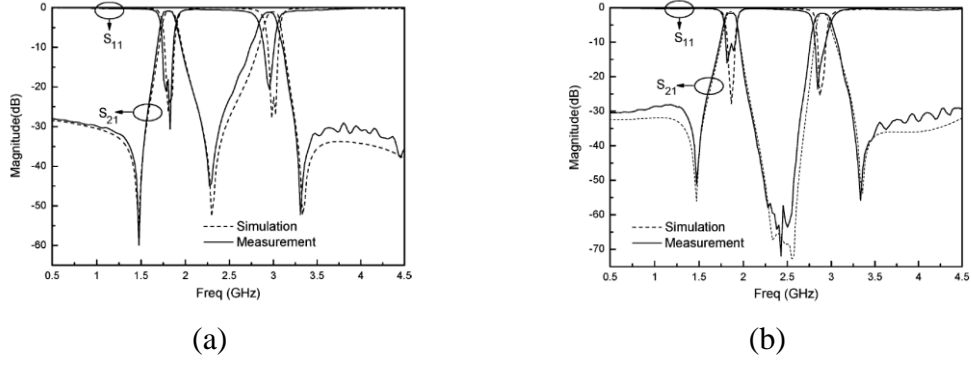 0
-10
-20
-30
-40
-50
-60
Magnitude(dB)
S11
S21
Simulation
Measurement
0.5 1 1.5 2 2.5 3 3.5 4 4.5
Freq (GHz)
(a)
0
-10
-20
-30
-40
-50
-60
-70
Magnitude(dB)
S11
S21
Simulation
Measurement
0.5 1 1.5 2 2.5 3 3.5 4 4.5
Freq (GHz)
(b)